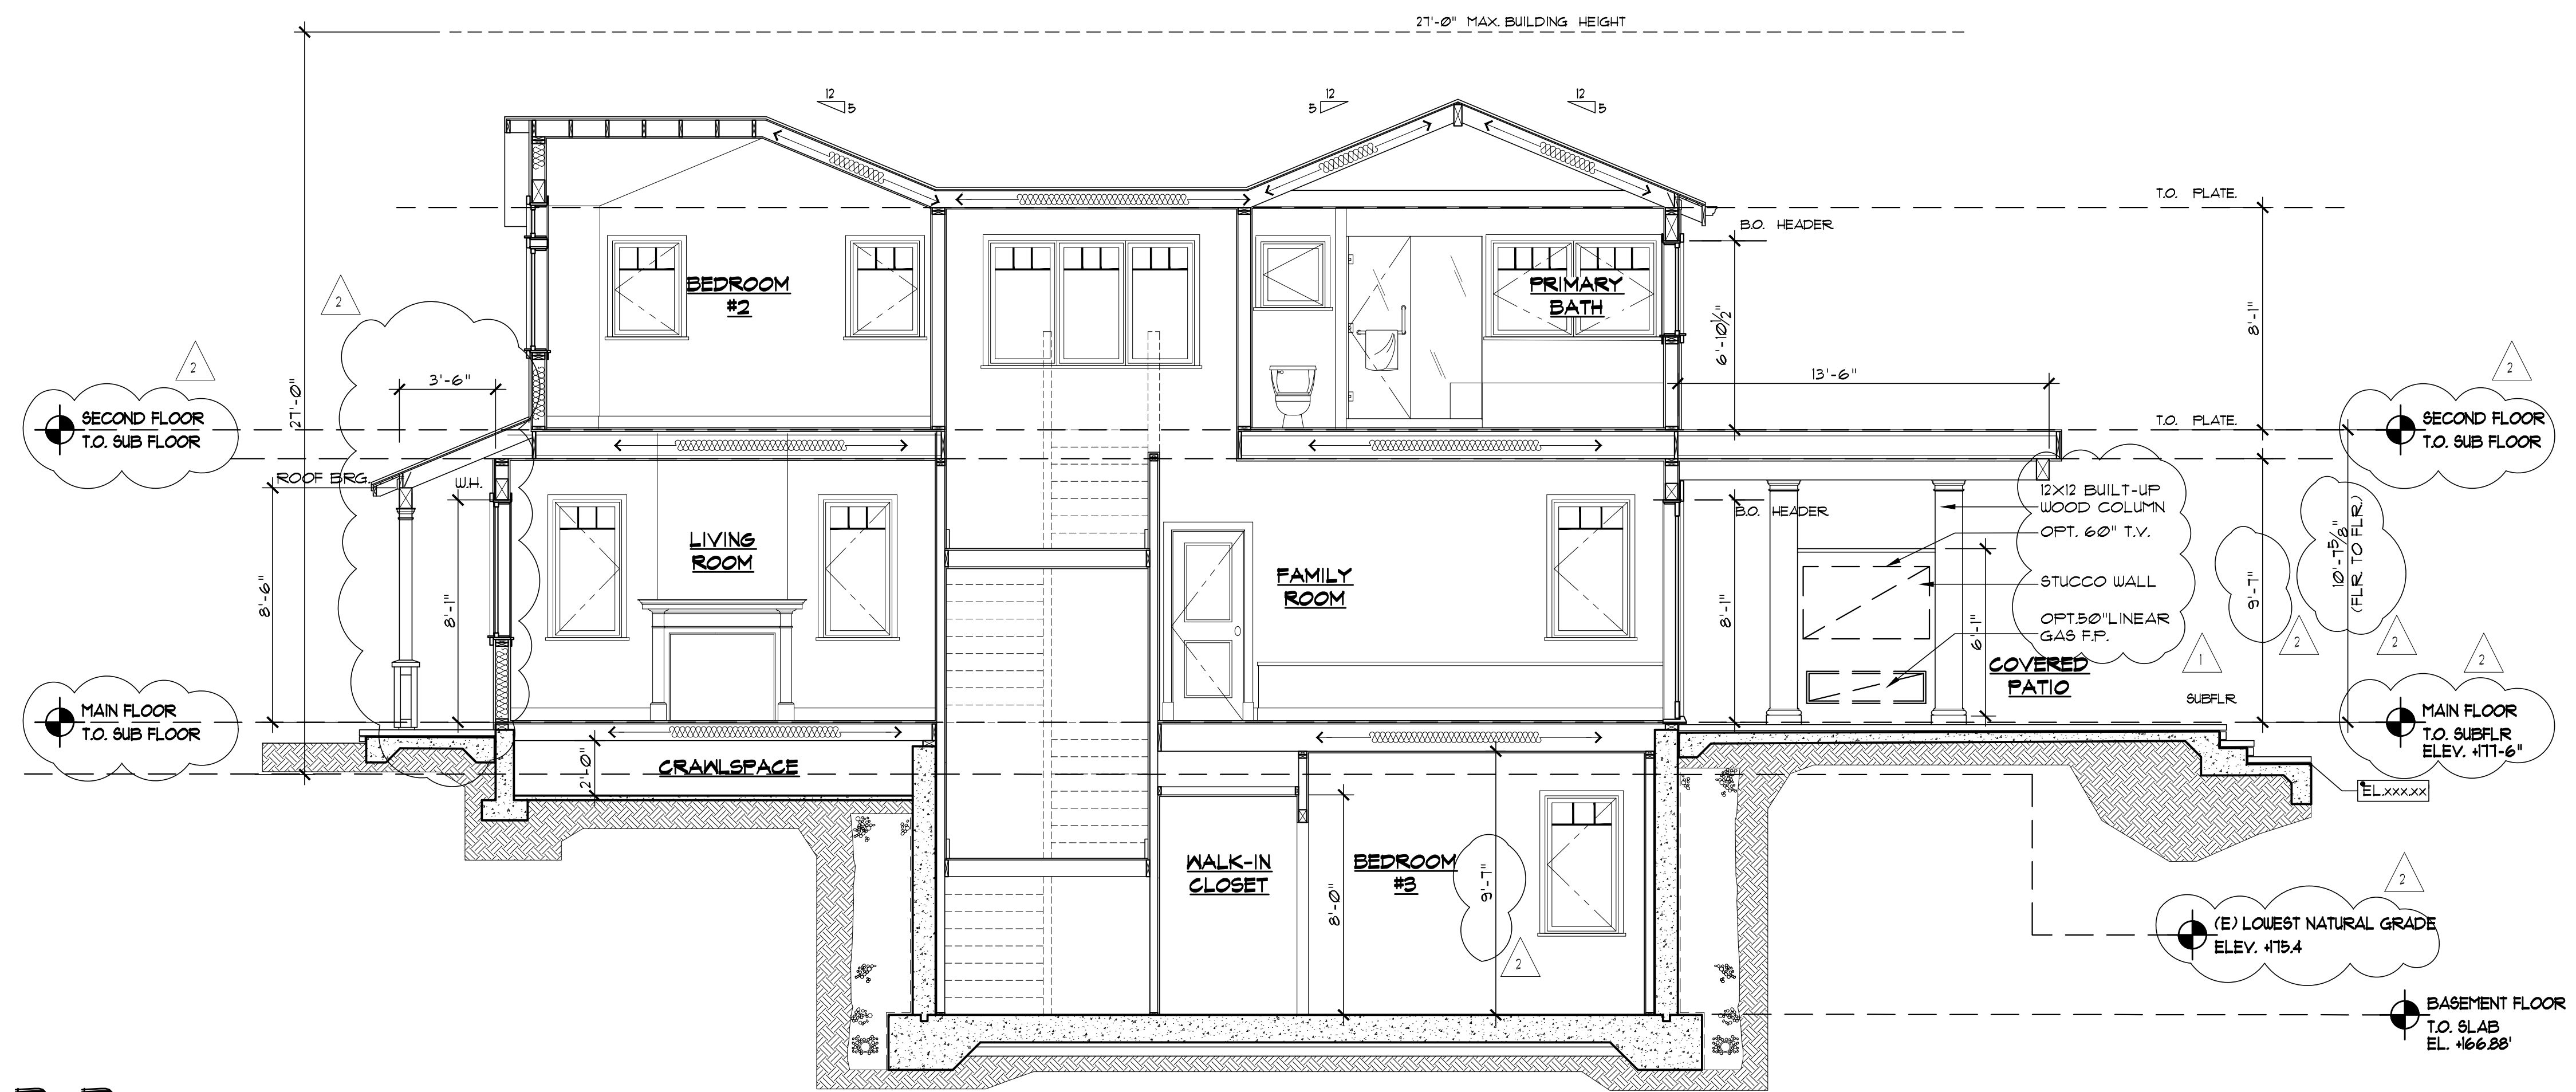 27'-0" MAX. BUILDING HEIGHT
12
5
12
5
12
5
T.O. PLATE.
B.O. HEADER
BEDROOM
#2
PRIMARY
BATH
2
27'-0"
6'-10½"
8'-1"
2
3'-6"
13'-6"
2
SECOND FLOOR
T.O. SUB FLOOR
T.O. PLATE.
SECOND FLOOR
T.O. SUB FLOOR
ROOF BRG.
W.H.
B.O. HEADER
12X12 BUILT-UP
WOOD COLUMN
OPT. 60" T.V.
STUCCO WALL
OPT.50"LINEAR
GAS F.P.
LIVING
ROOM
FAMILY
ROOM
8'-6"
8'-1"
8'-1"
6'-1"
9'-7"
10'-7 5/8"
(FLR. TO FLR.)
2
2
1
2
COVERED
PATIO
SUBFLR
MAIN FLOOR
T.O. SUB FLOOR
MAIN FLOOR
T.O. SUBFLR
ELEV. +177'-6"
CRAWLSPACE
2'-0"
EL.xxx.xx
WALK-IN
CLOSET
BEDROOM
#3
8'-0"
9'-7"
2
2
(E) LOWEST NATURAL GRADE
ELEV. +175.4
BASEMENT FLOOR
T.O. SLAB
EL. +166.88'